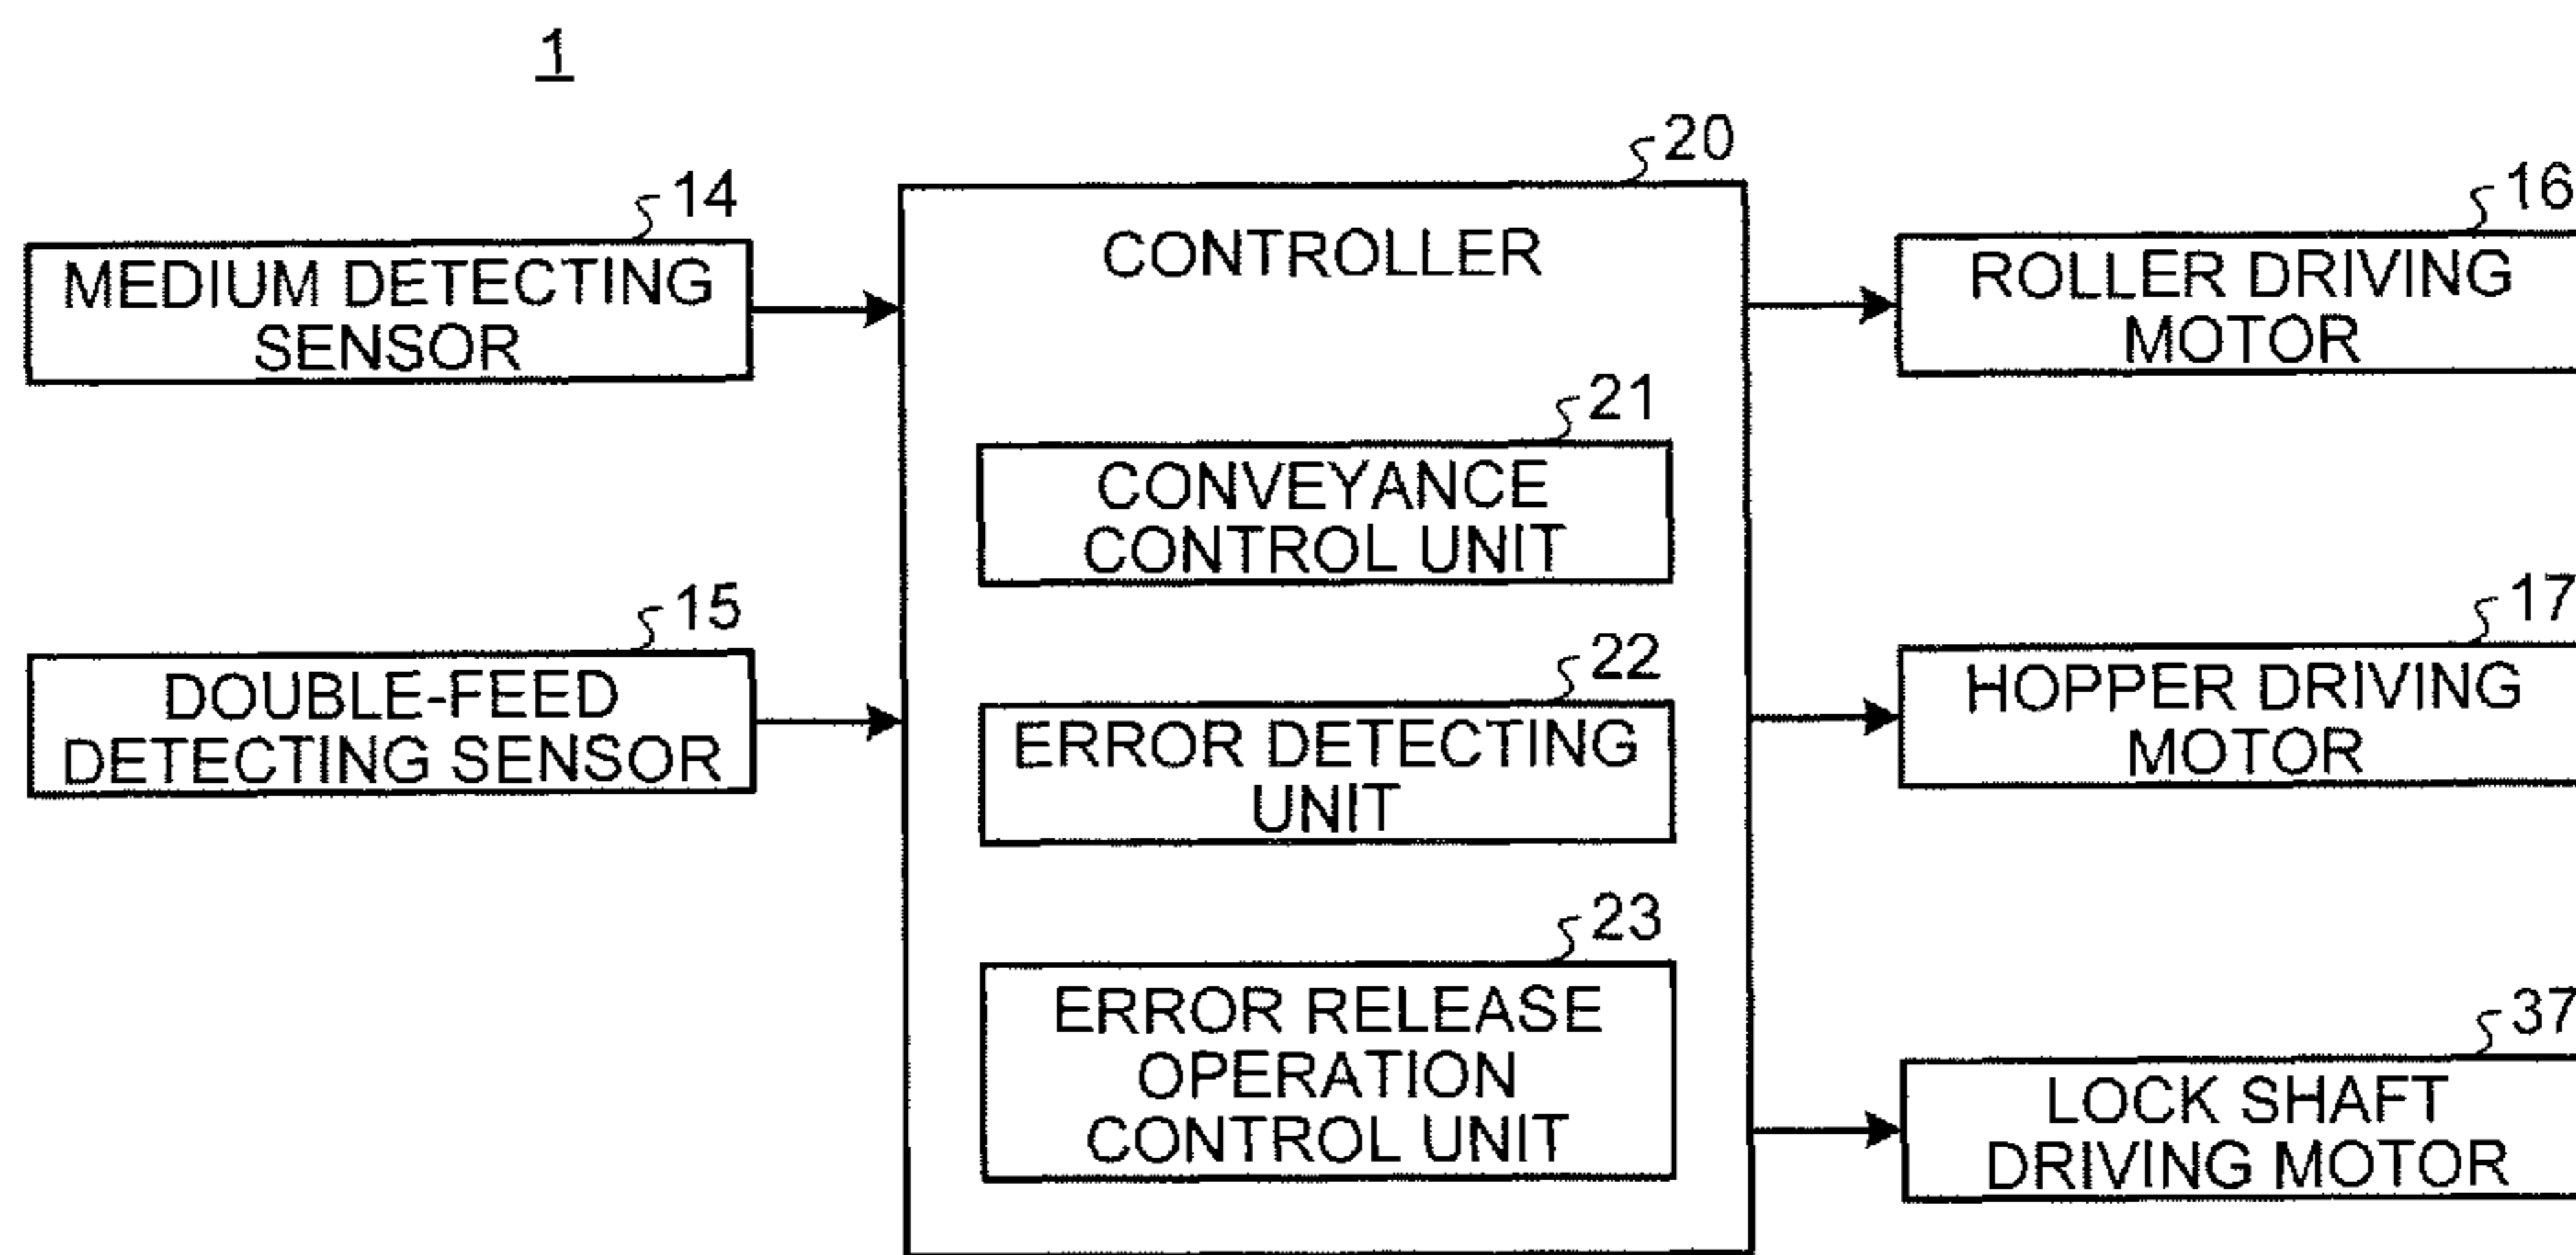 1
14
MEDIUM DETECTING
SENSOR
15
DOUBLE-FEED
DETECTING SENSOR
20
CONTROLLER
21
CONVEYANCE
CONTROL UNIT
22
ERROR DETECTING
UNIT
23
ERROR RELEASE
OPERATION
CONTROL UNIT
16
ROLLER DRIVING
MOTOR
17
HOPPER DRIVING
MOTOR
37
LOCK SHAFT
DRIVING MOTOR